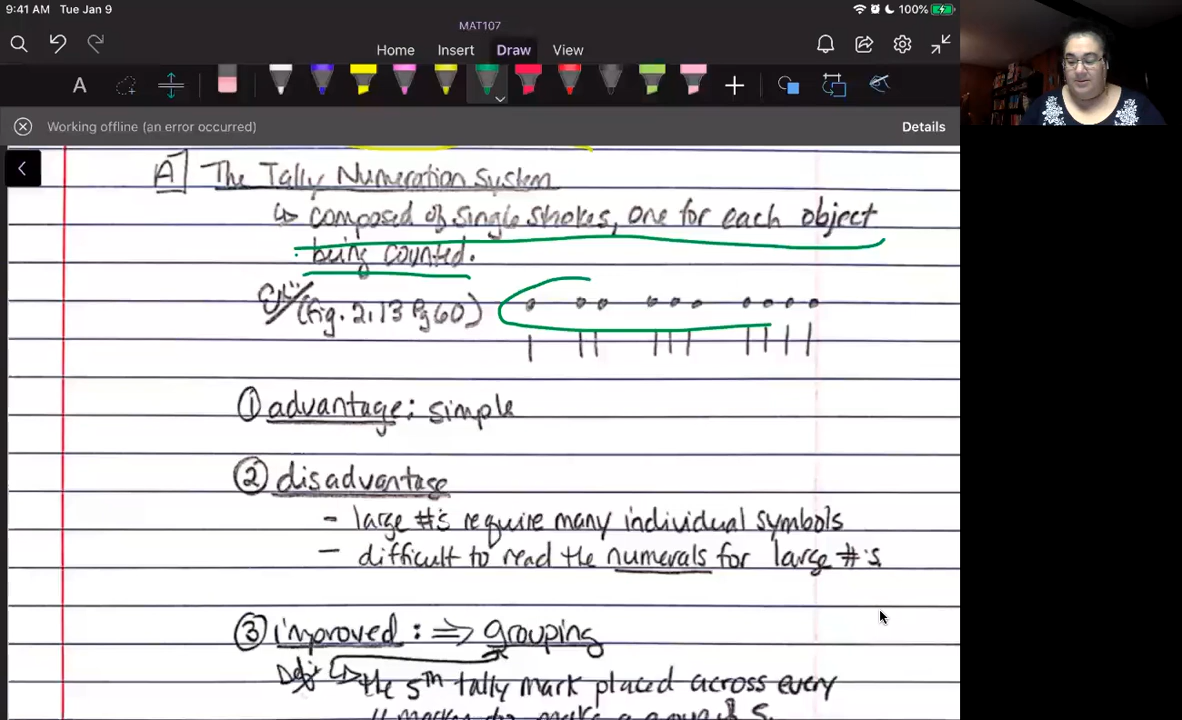 9:41 AM Tue Jan 9
100%
MAT107
Home Insert Draw View
A
Working offline (an error occurred)
Details
A The Tally Numeration System
↳ composed of single strokes, one for each object
being counted.
(fig. 2.13 Pg 60)
① advantage: simple
② disadvantage
- large #'s require many individual symbols
- difficult to read the numerals for large #'s
③ improved : ⇒ grouping
↳ the 5th tally mark placed across every